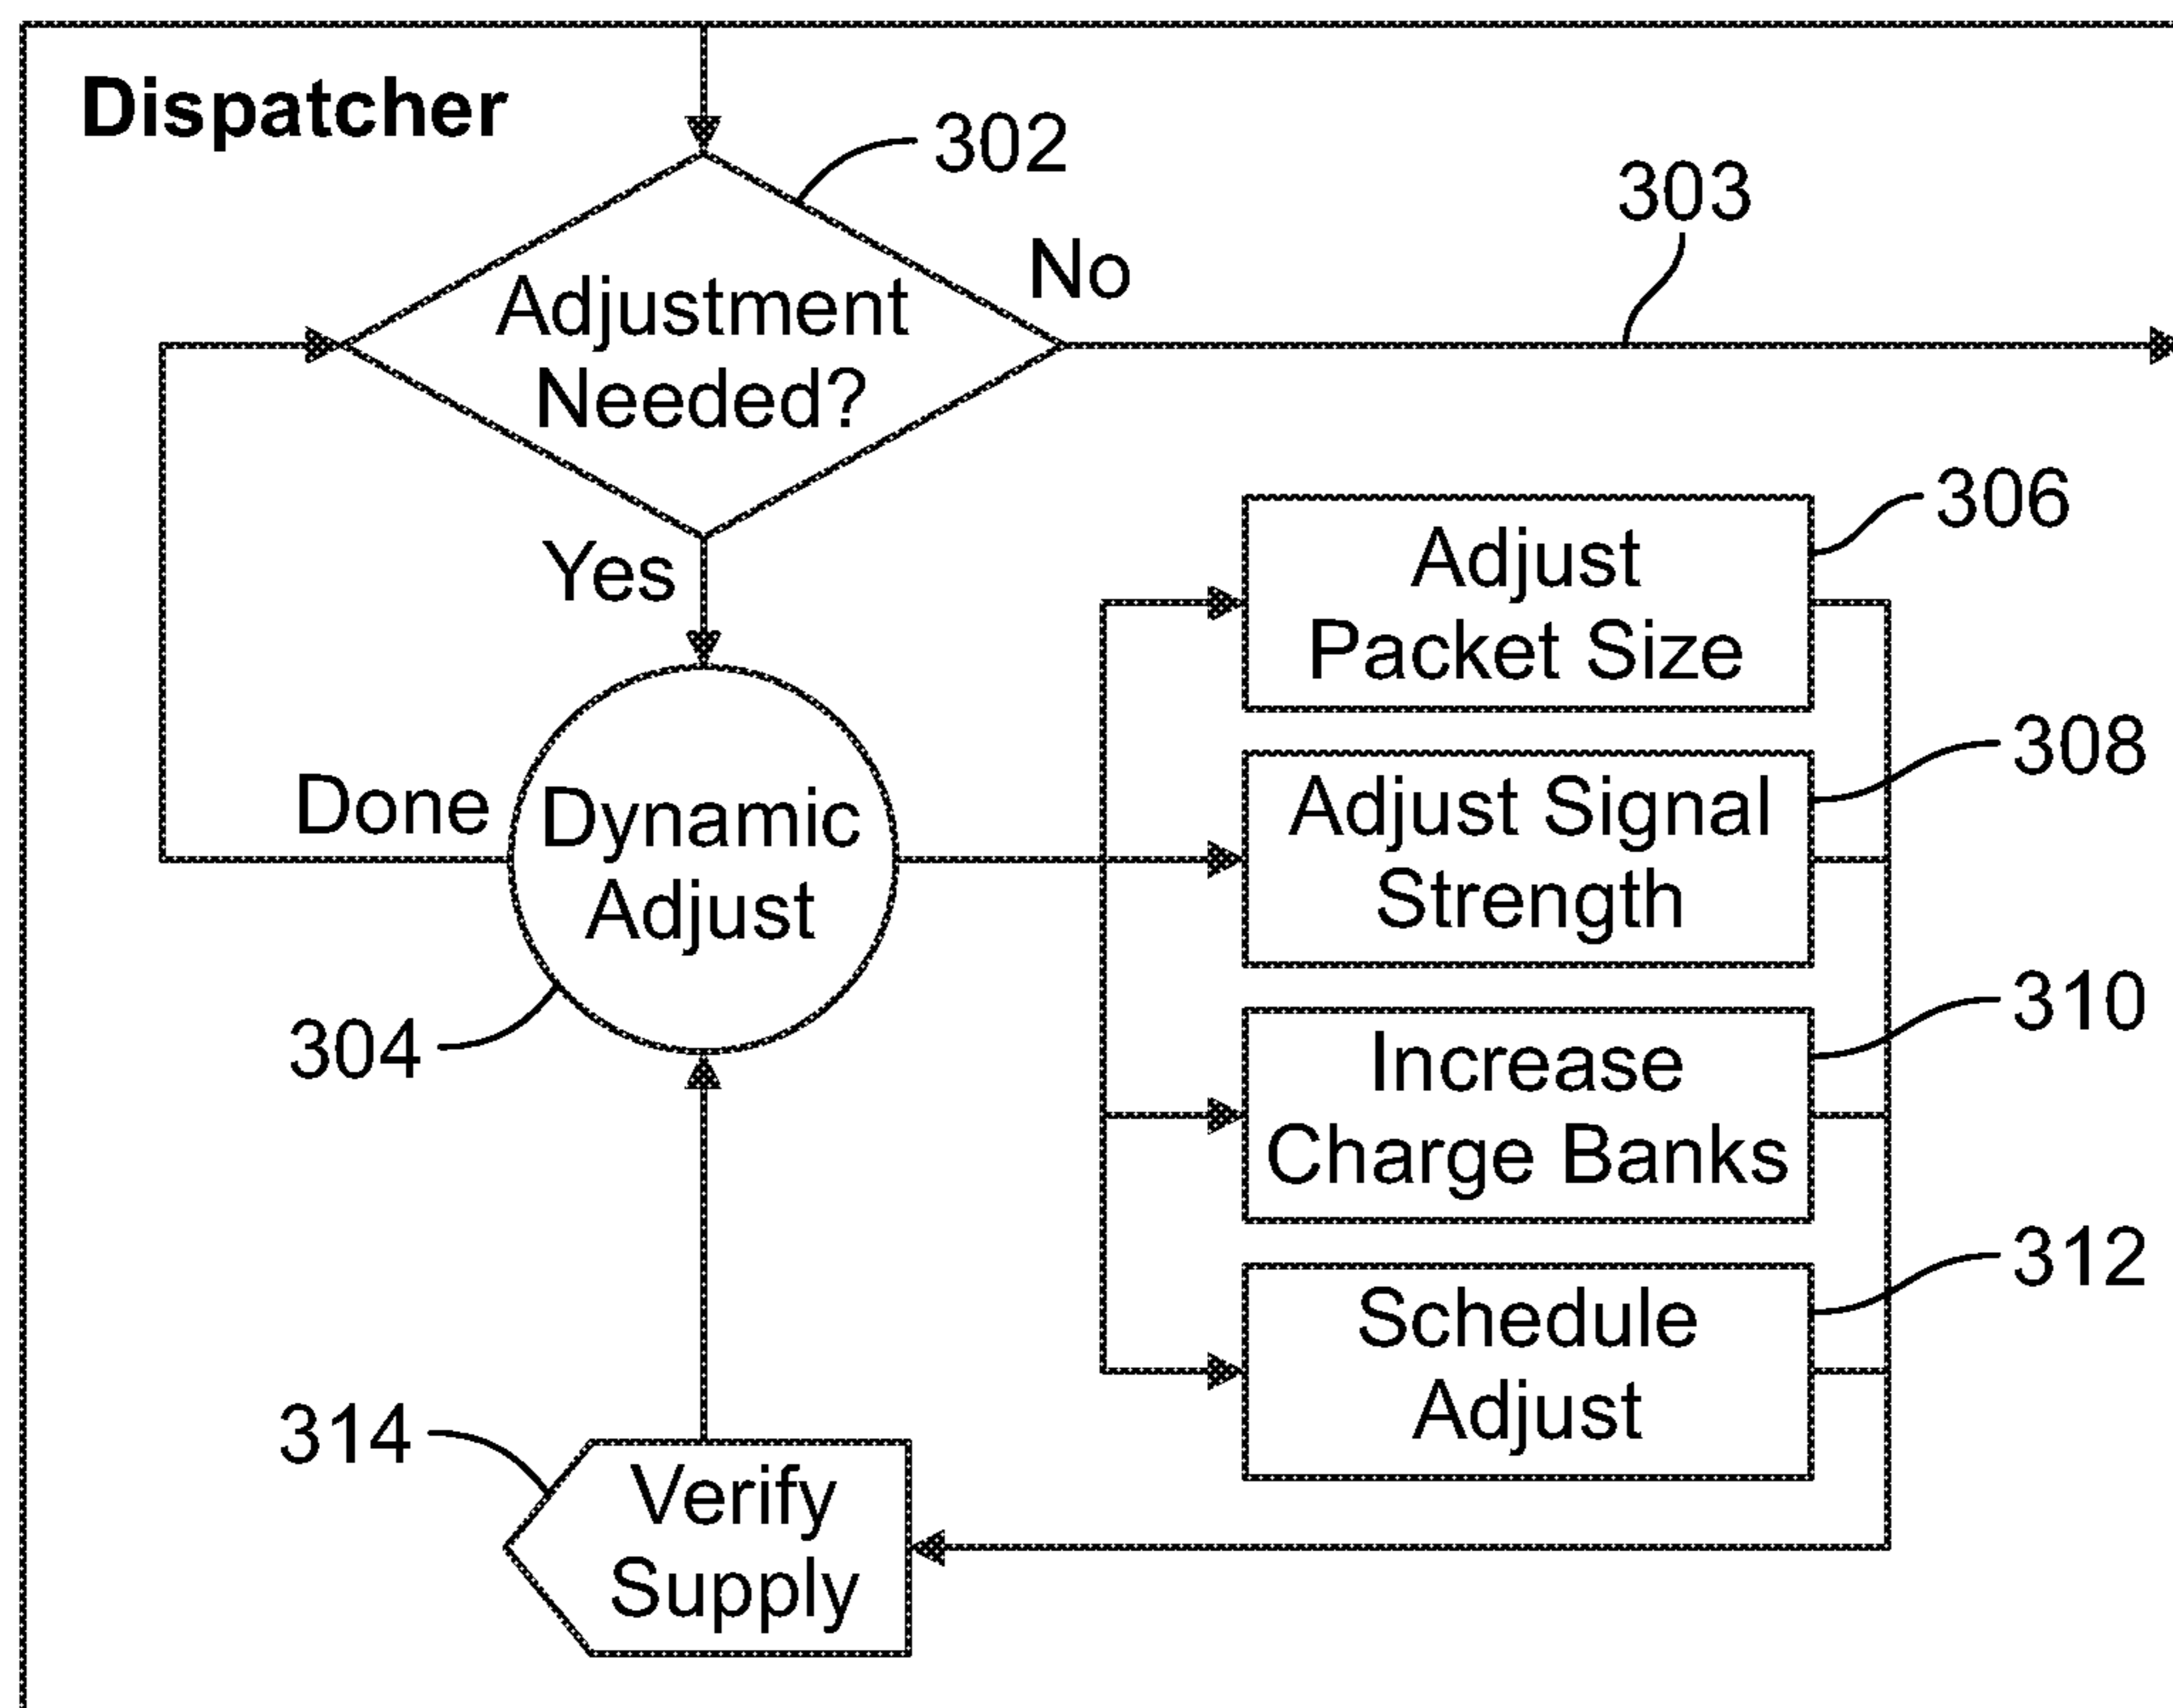 Dispatcher
302
303
No
Adjustment
Needed?
Yes
306
Adjust
Packet Size
308
Done
Dynamic
Adjust
Adjust Signal
Strength
304
310
Increase
Charge Banks
312
Schedule
Adjust
314
Verify
Supply